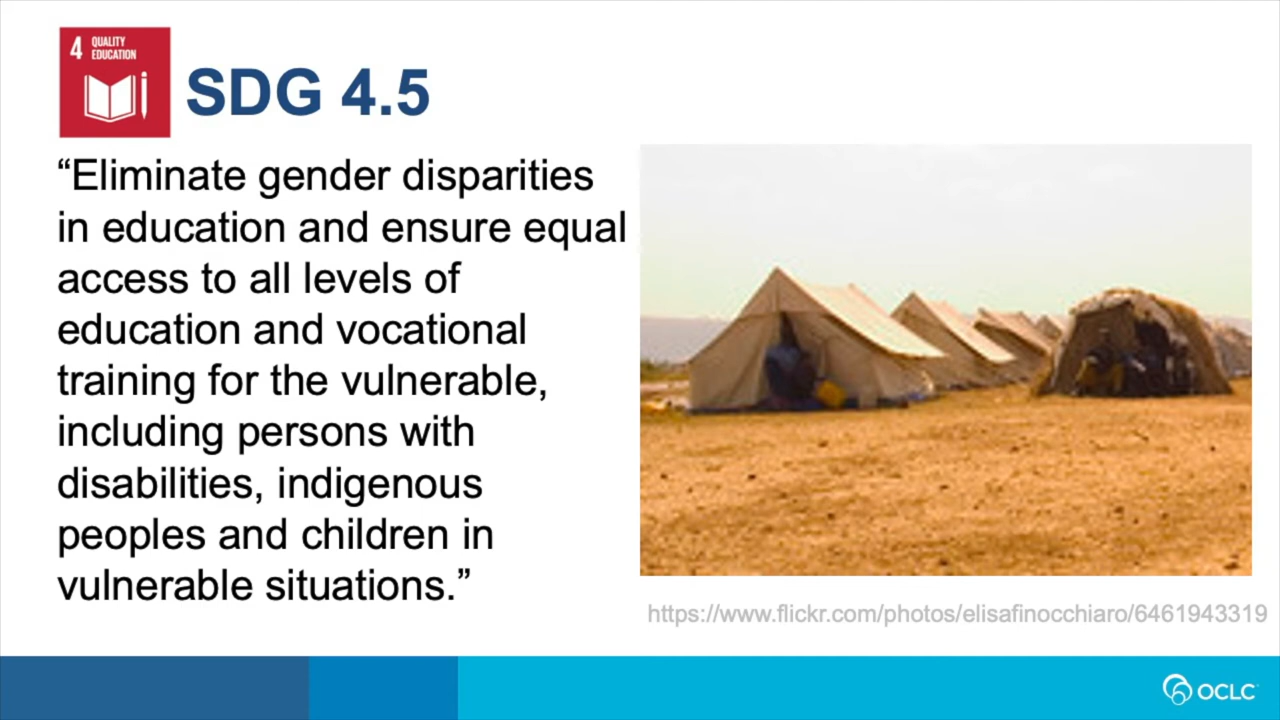 4 QUALITY
EDUCATION
SDG 4.5
“Eliminate gender disparities
in education and ensure equal
access to all levels of
education and vocational
training for the vulnerable,
including persons with
disabilities, indigenous
peoples and children in
vulnerable situations.”
https://www.flickr.com/photos/elisafinocchiaro/6461943319
OCLC